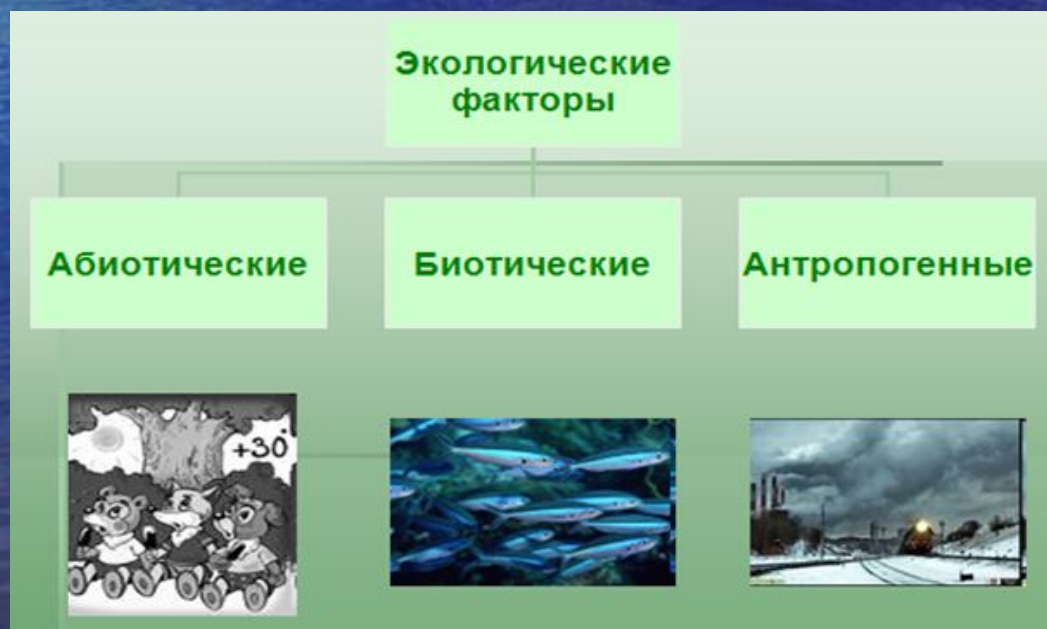 Экологические
факторы
Абиотические
Биотические
Антропогенные
+30°